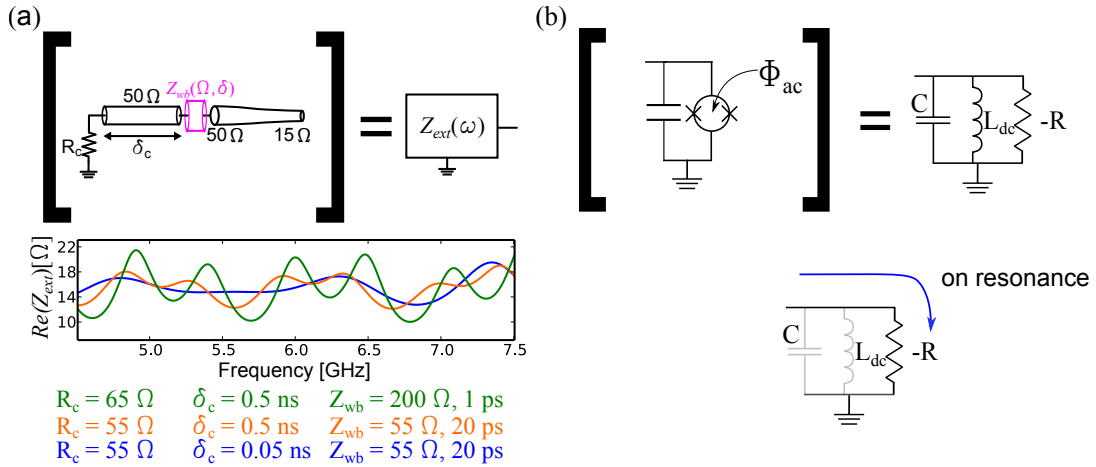 (a)
50 Ω
Z_wb(Ω,δ)
R_c
δ_c
50 Ω
15 Ω
=
Z_ext(ω)
Re(Z_ext)[Ω]
22
18
14
10
5.0 5.5 6.0 6.5 7.0 7.5
Frequency [GHz]
R_c = 65 Ω δ_c = 0.5 ns Z_wb = 200 Ω, 1 ps
R_c = 55 Ω δ_c = 0.5 ns Z_wb = 55 Ω, 20 ps
R_c = 55 Ω δ_c = 0.05 ns Z_wb = 55 Ω, 20 ps
(b)
Φ_ac
=
C
L_dc
-R
on resonance
C
L_dc
-R